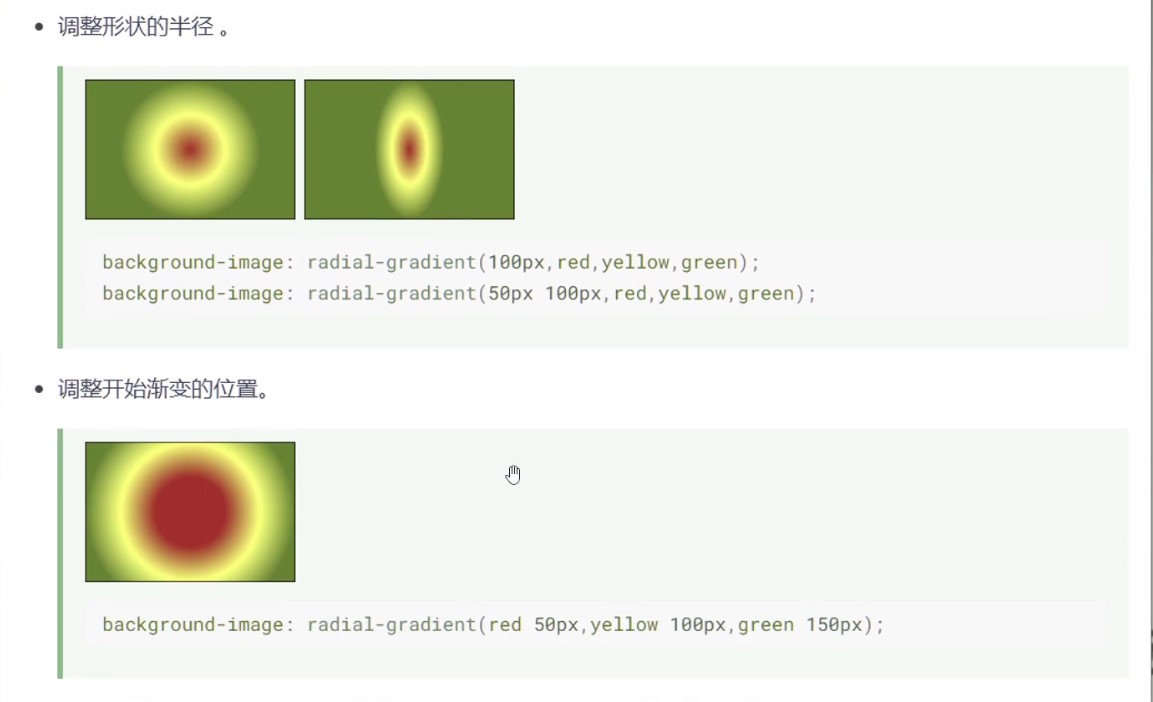 调整形状的半径 。
background-image: radial-gradient(100px,red,yellow,green);
background-image: radial-gradient(50px 100px,red,yellow,green);
调整开始渐变的位置。
background-image: radial-gradient(red 50px,yellow 100px,green 150px);